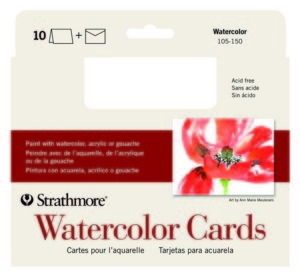 10 +
Watercolor
105-150
Acid free
Sans acide
Sin ácido
Paint with watercolor, acrylic or gouache
Peindre avec de l'aquarelle, de l'acrylique
ou de la gouache
Pintura con acuarela, acrílico o gouache
Art by Ann Marie
Strathmore®
Watercolor Cards
Cartes pour l'aquarelle Tarjetas para acuarela